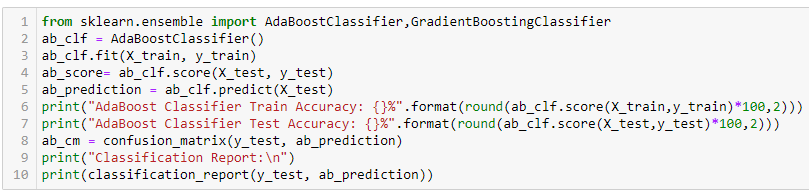 1 from sklearn.ensemble import AdaBoostClassifier,GradientBoostingClassifier
2 ab_clf = AdaBoostClassifier()
3 ab_clf.fit(X_train, y_train)
4 ab_score= ab_clf.score(X_test, y_test)
5 ab_prediction = ab_clf.predict(X_test)
6 print("AdaBoost Classifier Train Accuracy: {}%".format(round(ab_clf.score(X_train,y_train)*100,2)))
7 print("AdaBoost Classifier Test Accuracy: {}%".format(round(ab_clf.score(X_test,y_test)*100,2)))
8 ab_cm = confusion_matrix(y_test, ab_prediction)
9 print("Classification Report:\n")
10 print(classification_report(y_test, ab_prediction))